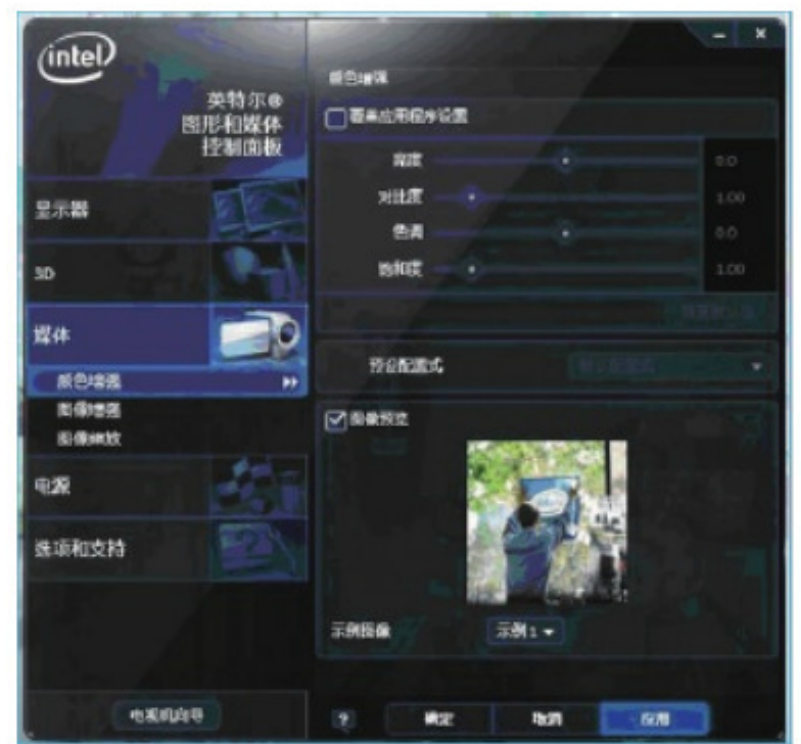 intel
英特尔®
图形和媒体
控制面板
显示器
3D
媒体
颜色增强
图像增强
图像缩放
电源
选项和支持
电视机向导
颜色增强
覆盖应用程序设置
亮度 0.0
对比度 1.00
色调 0.0
饱和度 1.00
预设配置式
图像预览
示例图像 示例 1
? 确定 取消 应用